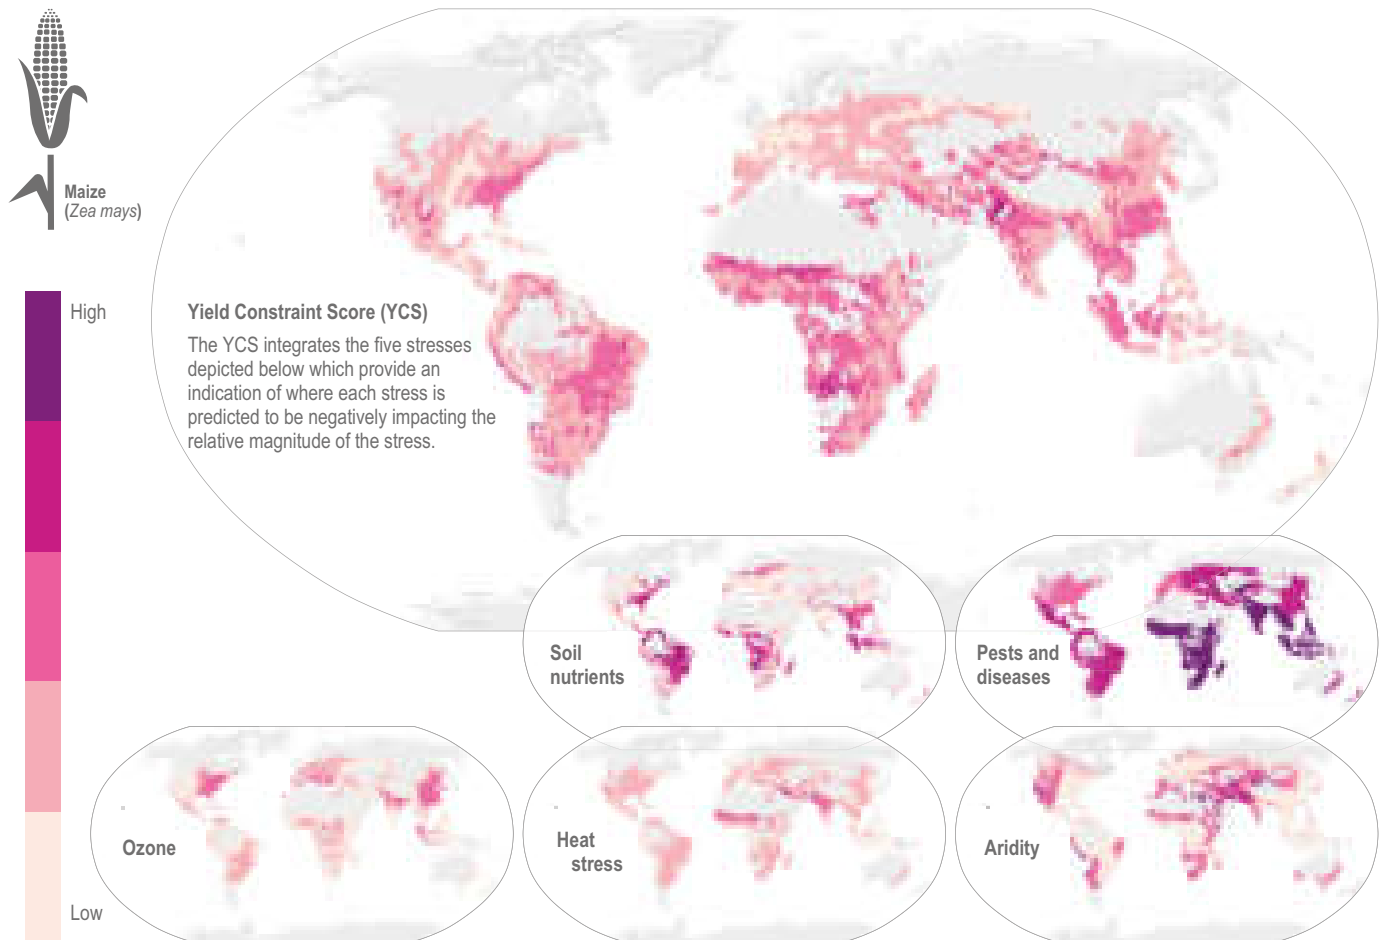 Maize
(Zea mays)
High
Low
Yield Constraint Score (YCS)
The YCS integrates the five stresses
depicted below which provide an
indication of where each stress is
predicted to be negatively impacting the
relative magnitude of the stress.
Soil
nutrients
Pests and
diseases
Ozone
Heat
stress
Aridity